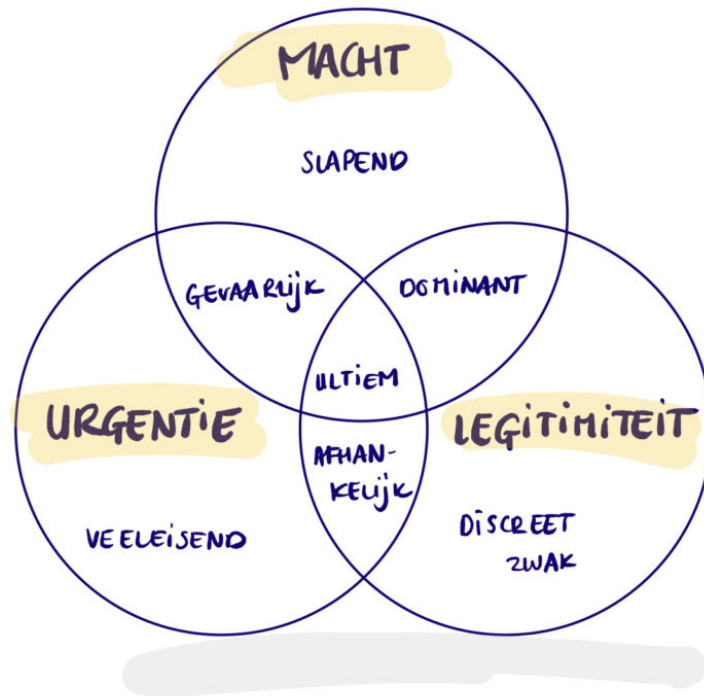 MACHT
SLAPEND
GEVAARLIJK
DOMINANT
ULTIEM
URGENTIE
LEGITIMITEIT
AFHAN-
KELIJK
VEELEISEND
DISCREET
ZWAK